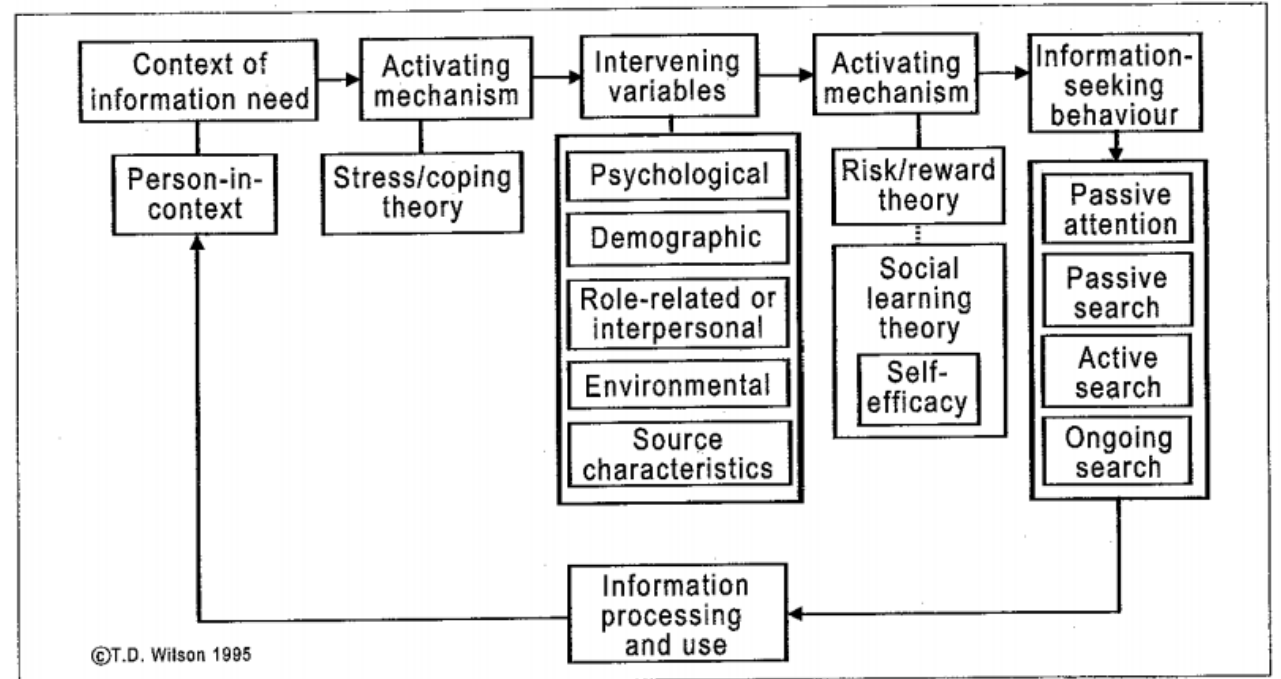 Context of
information need
Activating
mechanism
Intervening
variables
Activating
mechanism
Information-
seeking
behaviour
Person-in-
context
Stress/coping
theory
Psychological
Demographic
Role-related or
interpersonal
Environmental
Source
characteristics
Risk/reward
theory
Social
learning
theory
Self-
efficacy
Passive
attention
Passive
search
Active
search
Ongoing
search
Information
processing
and use
©T.D. Wilson 1995